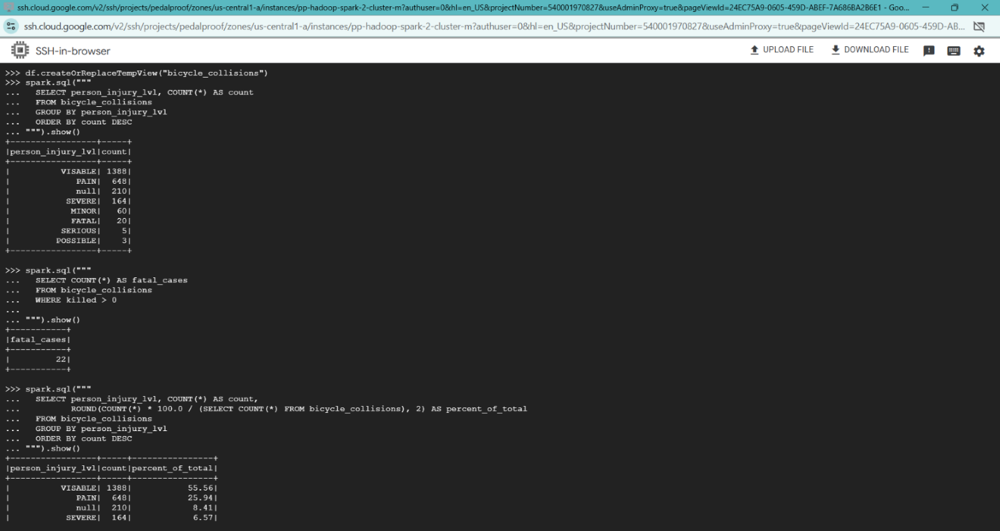 ssh.cloud.google.com/v2/ssh/projects/pedalproof/zones/us-central1-a/instances/pp-hadoop-spark-2-cluster-m?authuser=0&hl=en_US&projectNumber=540001970827&useAdminProxy=true&pageViewId=24EC75A9-0605-459D-ABEF-7A686BA2B6E1 - Goo...
ssh.cloud.google.com/v2/ssh/projects/pedalproof/zones/us-central1-a/instances/pp-hadoop-spark-2-cluster-m?authuser=0&hl=en_US&projectNumber=540001970827&useAdminProxy=true&pageViewId=24EC75A9-0605-459D-AB...
SSH-in-browser UPLOAD FILE DOWNLOAD FILE
>>> df.createOrReplaceTempView("bicycle_collisions")
>>> spark.sql("""
...   SELECT person_injury_lvl, COUNT(*) AS count
...   FROM bicycle_collisions
...   GROUP BY person_injury_lvl
...   ORDER BY count DESC
... """).show()
+-----------------+-----+
|person_injury_lvl|count|
+-----------------+-----+
|          VISABLE| 1388|
|             PAIN|  648|
|             null|  210|
|           SEVERE|  164|
|            MINOR|   60|
|            FATAL|   20|
|          SERIOUS|    5|
|         POSSIBLE|    3|
+-----------------+-----+
>>> spark.sql("""
...   SELECT COUNT(*) AS fatal_cases
...   FROM bicycle_collisions
...   WHERE killed > 0
...
... """).show()
+-----------+
|fatal_cases|
+-----------+
|         22|
+-----------+
>>> spark.sql("""
...   SELECT person_injury_lvl, COUNT(*) AS count,
...          ROUND(COUNT(*) * 100.0 / (SELECT COUNT(*) FROM bicycle_collisions), 2) AS percent_of_total
...   FROM bicycle_collisions
...   GROUP BY person_injury_lvl
...   ORDER BY count DESC
... """).show()
+-----------------+-----+----------------+
|person_injury_lvl|count|percent_of_total|
+-----------------+-----+----------------+
|          VISABLE| 1388|           55.56|
|             PAIN|  648|           25.94|
|             null|  210|            8.41|
|           SEVERE|  164|            6.57|